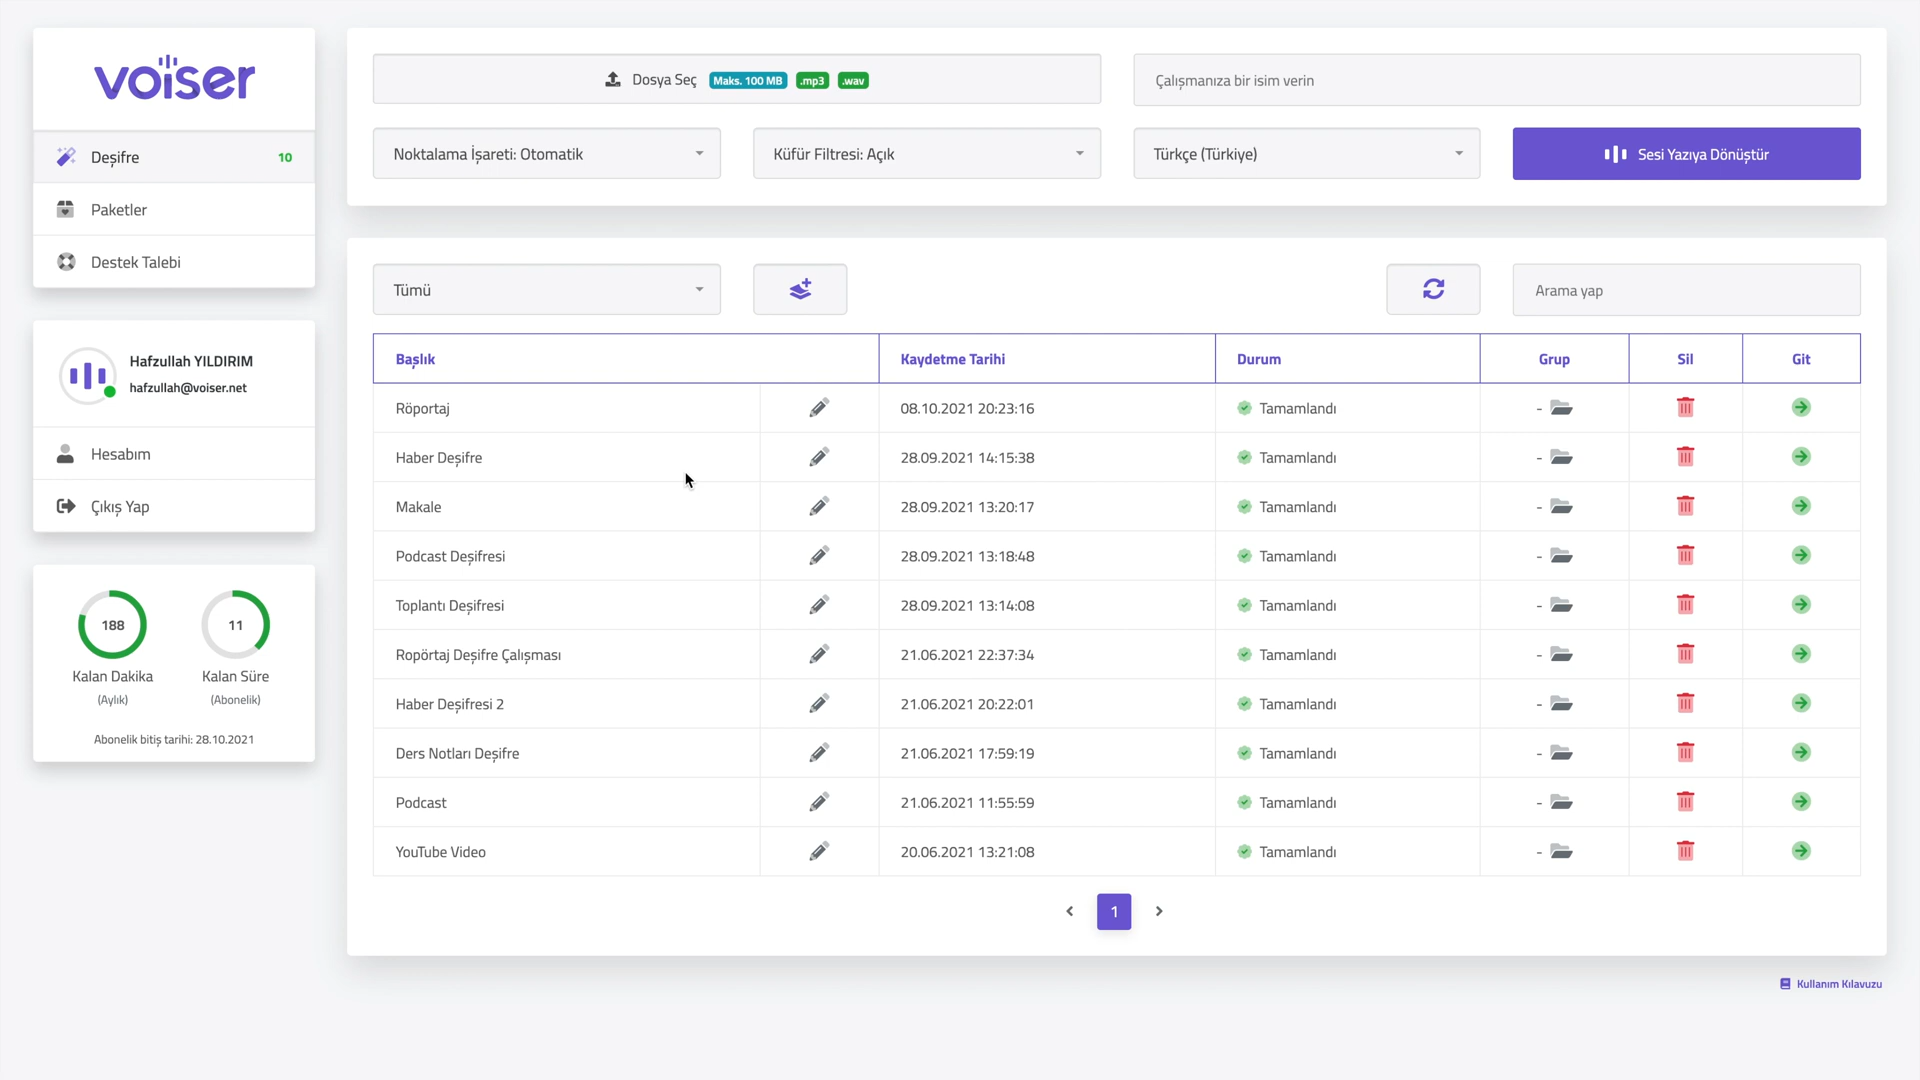 voiser
Deşifre 10
Paketler
Destek Talebi
Hafzullah YILDIRIM
hafzullah@voiser.net
Hesabım
Çıkış Yap
188 11
Kalan Dakika Kalan Süre
(Aylık) (Abonelik)
Abonelik bitiş tarihi: 28.10.2021
Dosya Seç Maks. 100 MB .mp3 .wav
Çalışmanıza bir isim verin
Noktalama İşareti: Otomatik Küfür Filtresi: Açık Türkçe (Türkiye) Sesi Yazıya Dönüştür
Tümü Arama yap
Başlık Kaydetme Tarihi Durum Grup Sil Git
Röportaj 08.10.2021 20:23:16 Tamamlandı -
Haber Deşifre 28.09.2021 14:15:38 Tamamlandı -
Makale 28.09.2021 13:20:17 Tamamlandı -
Podcast Deşifresi 28.09.2021 13:18:48 Tamamlandı -
Toplantı Deşifresi 28.09.2021 13:14:08 Tamamlandı -
Ropörtaj Deşifre Çalışması 21.06.2021 22:37:34 Tamamlandı -
Haber Deşifresi 2 21.06.2021 20:22:01 Tamamlandı -
Ders Notları Deşifre 21.06.2021 17:59:19 Tamamlandı -
Podcast 21.06.2021 11:55:59 Tamamlandı -
YouTube Video 20.06.2021 13:21:08 Tamamlandı -
1
Kullanım Kılavuzu